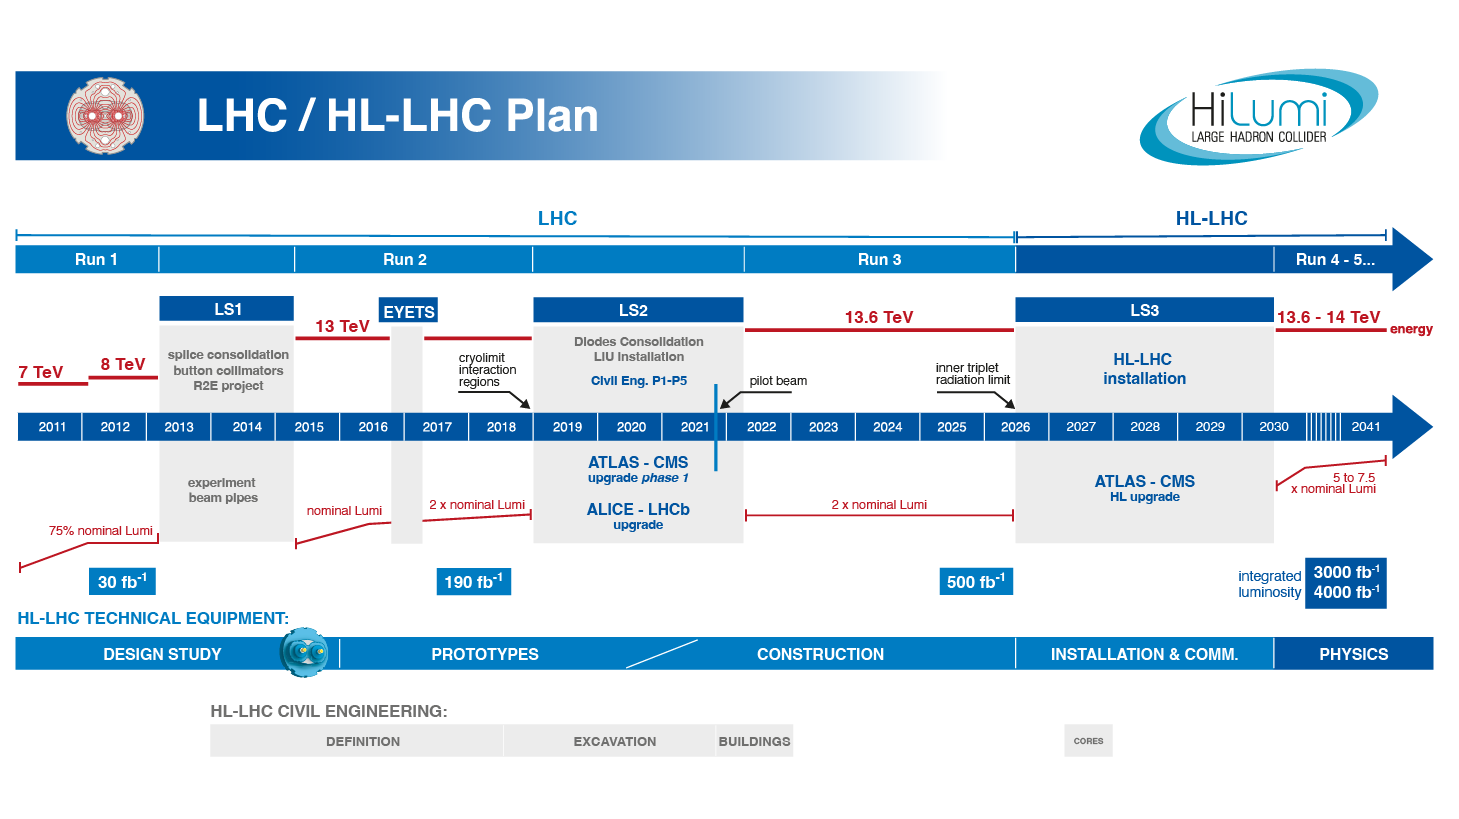 LHC / HL-LHC Plan
HiLumi
LARGE HADRON COLLIDER
LHC
HL-LHC
Run 1
Run 2
Run 3
Run 4 - 5...
LS1
EYETS
LS2
LS3
13 TeV
13.6 TeV
13.6 - 14 TeV
energy
7 TeV
8 TeV
splice consolidation
button collimators
R2E project
cryolimit
interaction
regions
Diodes Consolidation
LIU Installation
Civil Eng. P1-P5
pilot beam
inner triplet
radiation limit
HL-LHC
installation
2011 2012 2013 2014 2015 2016 2017 2018 2019 2020 2021 2022 2023 2024 2025 2026 2027 2028 2029 2030 2041
experiment
beam pipes
ATLAS - CMS
upgrade phase 1
ALICE - LHCb
upgrade
ATLAS - CMS
HL upgrade
5 to 7.5
x nominal Lumi
75% nominal Lumi
nominal Lumi
2 x nominal Lumi
2 x nominal Lumi
30 fb-1
190 fb-1
500 fb-1
integrated
luminosity
3000 fb-1
4000 fb-1
HL-LHC TECHNICAL EQUIPMENT:
DESIGN STUDY
PROTOTYPES
CONSTRUCTION
INSTALLATION & COMM.
PHYSICS
HL-LHC CIVIL ENGINEERING:
DEFINITION
EXCAVATION
BUILDINGS
CORES